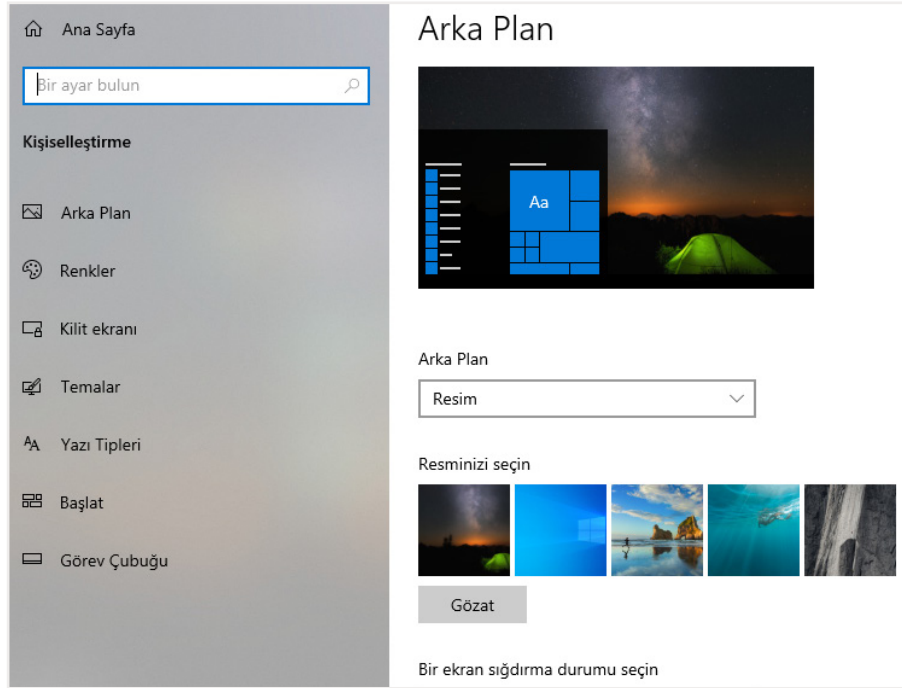 Ana Sayfa
Bir ayar bulun
Kişiselleştirme
Arka Plan
Renkler
Kilit ekranı
Temalar
Yazı Tipleri
Başlat
Görev Çubuğu
Arka Plan
Aa
Arka Plan
Resim
Resminizi seçin
Gözat
Bir ekran sığdırma durumu seçin